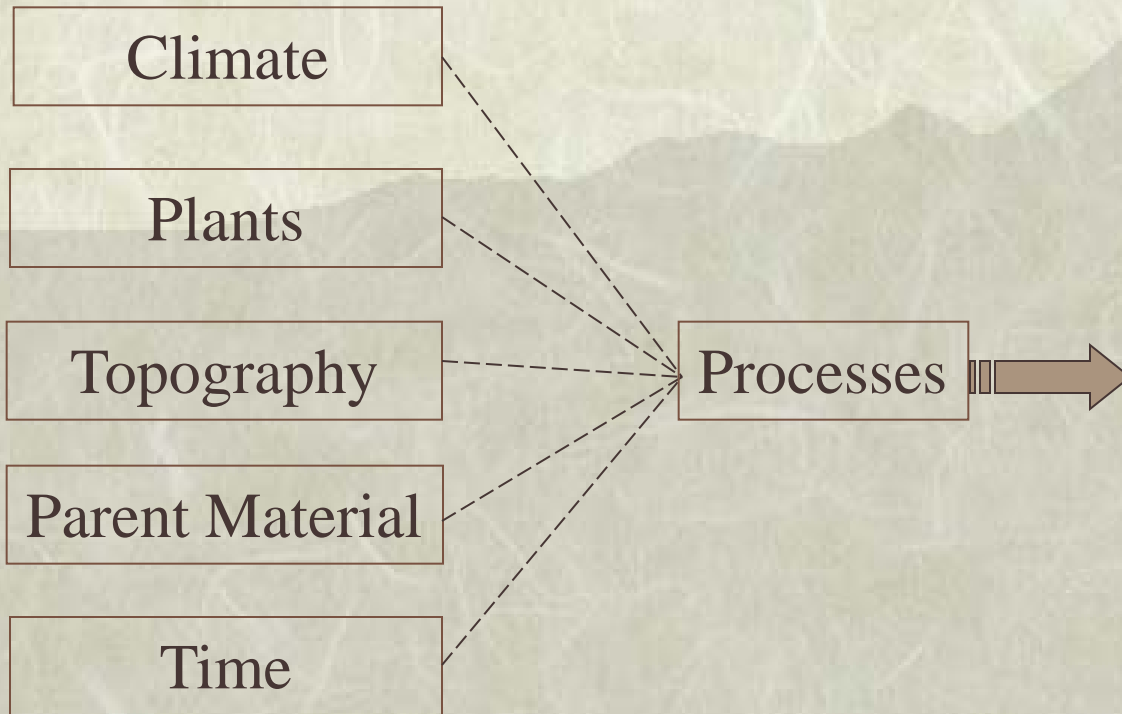 Climate
Plants
Topography
Processes
Parent Material
Time